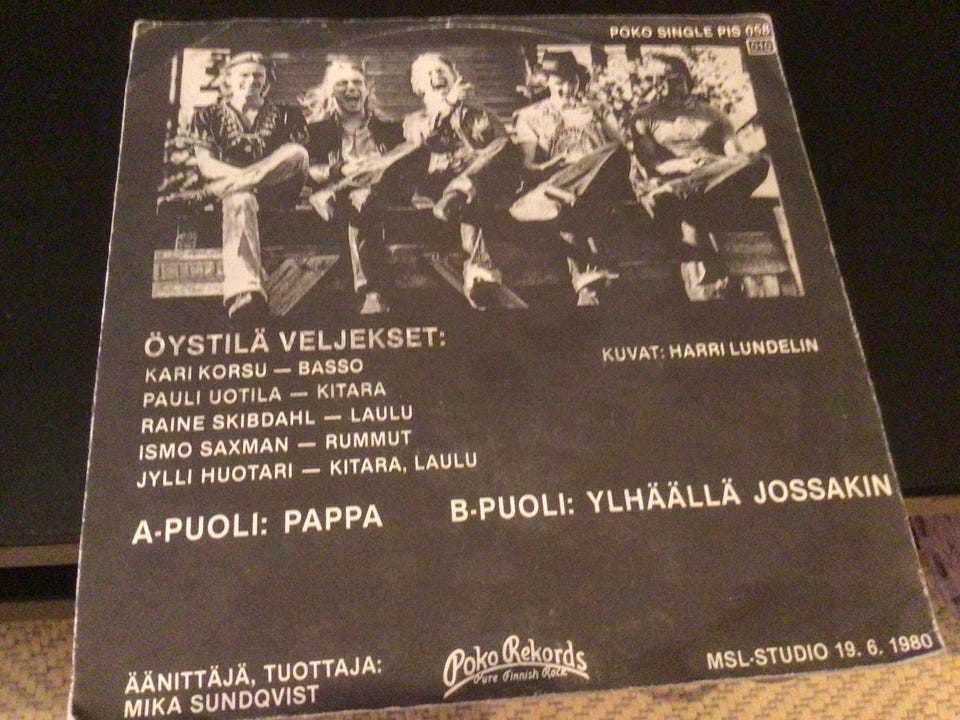 POKO SINGLE PIS 058
ÖYSTILÄ VELJEKSET:
KARI KORSU — BASSO
PAULI UOTILA — KITARA
RAINE SKIBDAHL — LAULU
ISMO SAXMAN — RUMMUT
JYLLI HUOTARI — KITARA, LAULU
KUVAT: HARRI LUNDELIN
A-PUOLI: PAPPA
B-PUOLI: YLHÄÄLLÄ JOSSAKIN
ÄÄNITTÄJÄ, TUOTTAJA:
MIKA SUNDQVIST
Poko Rekords
Pure Finnish Rock
MSL-STUDIO 19. 6. 1980